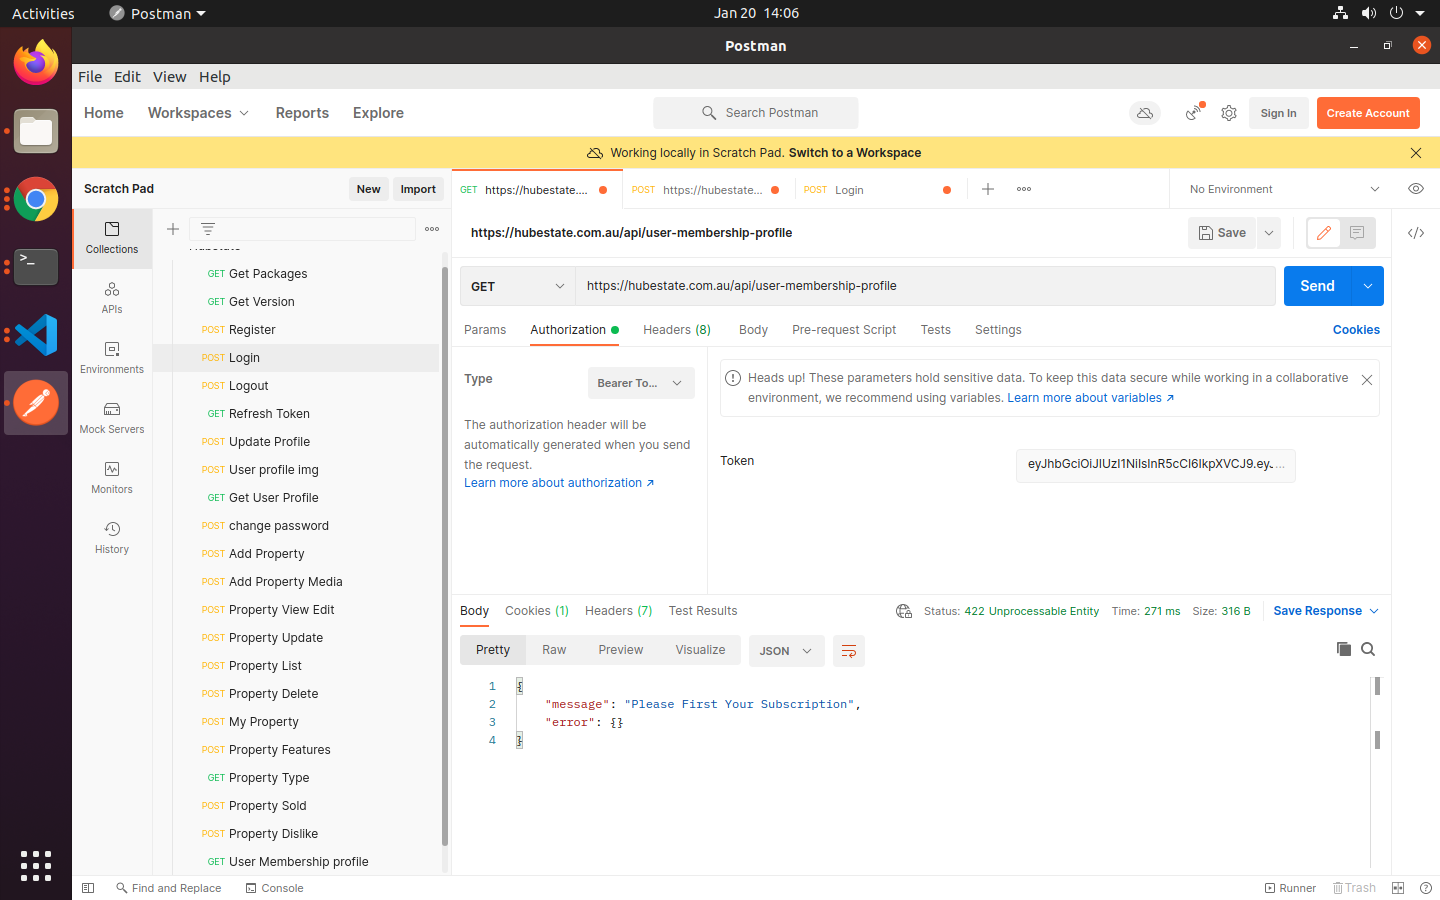 Activities
Postman
Jan 20 14:06
Postman
File Edit View Help
Home Workspaces Reports Explore
Search Postman
Sign In
Create Account
Working locally in Scratch Pad. Switch to a Workspace
Scratch Pad
New
Import
GET https://hubestate....
POST https://hubestate...
POST Login
No Environment
Collections
APIs
Environments
Mock Servers
Monitors
History
GET Get Packages
GET Get Version
POST Register
POST Login
POST Logout
GET Refresh Token
POST Update Profile
POST User profile img
GET Get User Profile
POST change password
POST Add Property
POST Add Property Media
POST Property View Edit
POST Property Update
POST Property List
POST Property Delete
POST My Property
POST Property Features
GET Property Type
POST Property Sold
POST Property Dislike
GET User Membership profile
https://hubestate.com.au/api/user-membership-profile
Save
GET
https://hubestate.com.au/api/user-membership-profile
Send
Params Authorization Headers (8) Body Pre-request Script Tests Settings
Cookies
Type
Bearer To...
The authorization header will be
automatically generated when you send
the request.
Learn more about authorization ↗
Heads up! These parameters hold sensitive data. To keep this data secure while working in a collaborative
environment, we recommend using variables. Learn more about variables ↗
Token
Body Cookies (1) Headers (7) Test Results
Status: 422 Unprocessable Entity Time: 271 ms Size: 316 B
Save Response
Pretty Raw Preview Visualize
JSON
1 {
2 "message": "Please First Your Subscription",
3 "error": {}
4 }
Find and Replace
Console
Runner
Trash